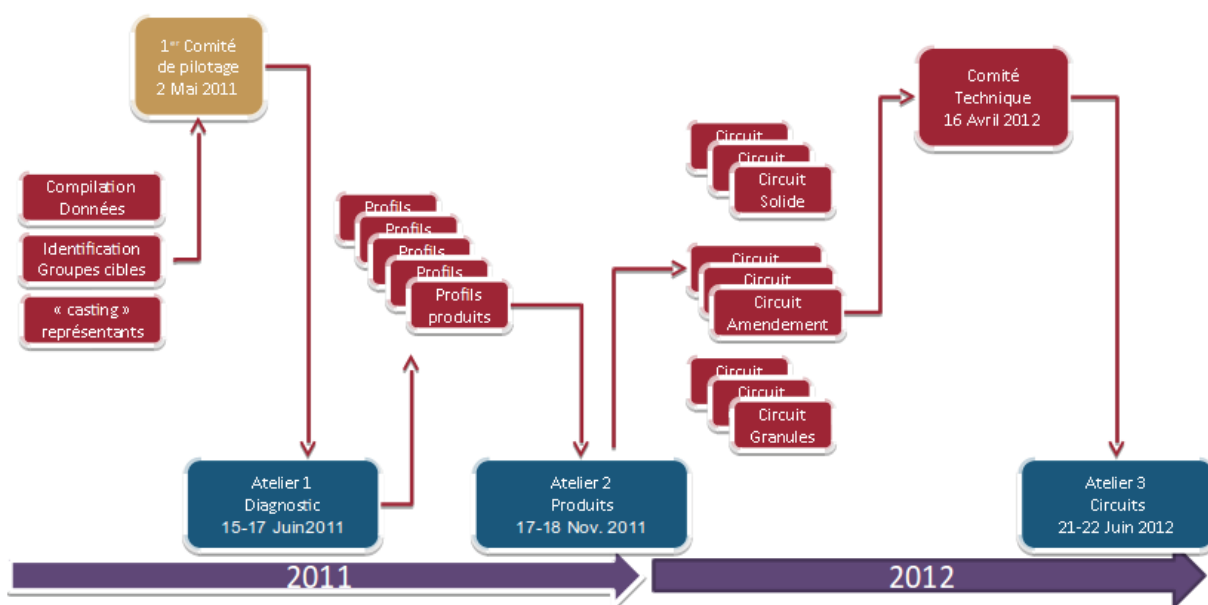 1er Comité
de pilotage
2 Mai 2011
Compilation
Données
Identification
Groupes cibles
« casting »
représentants
Profils
Profils
Profils
Profils
Profils
produits
Circuit
Circuit
Circuit
Solide
Circuit
Circuit
Circuit
Amendement
Circuit
Circuit
Circuit
Granules
Comité
Technique
16 Avril 2012
Atelier 1
Diagnostic
15-17 Juin2011
Atelier 2
Produits
17-18 Nov. 2011
Atelier 3
Circuits
21-22 Juin 2012
2011
2012